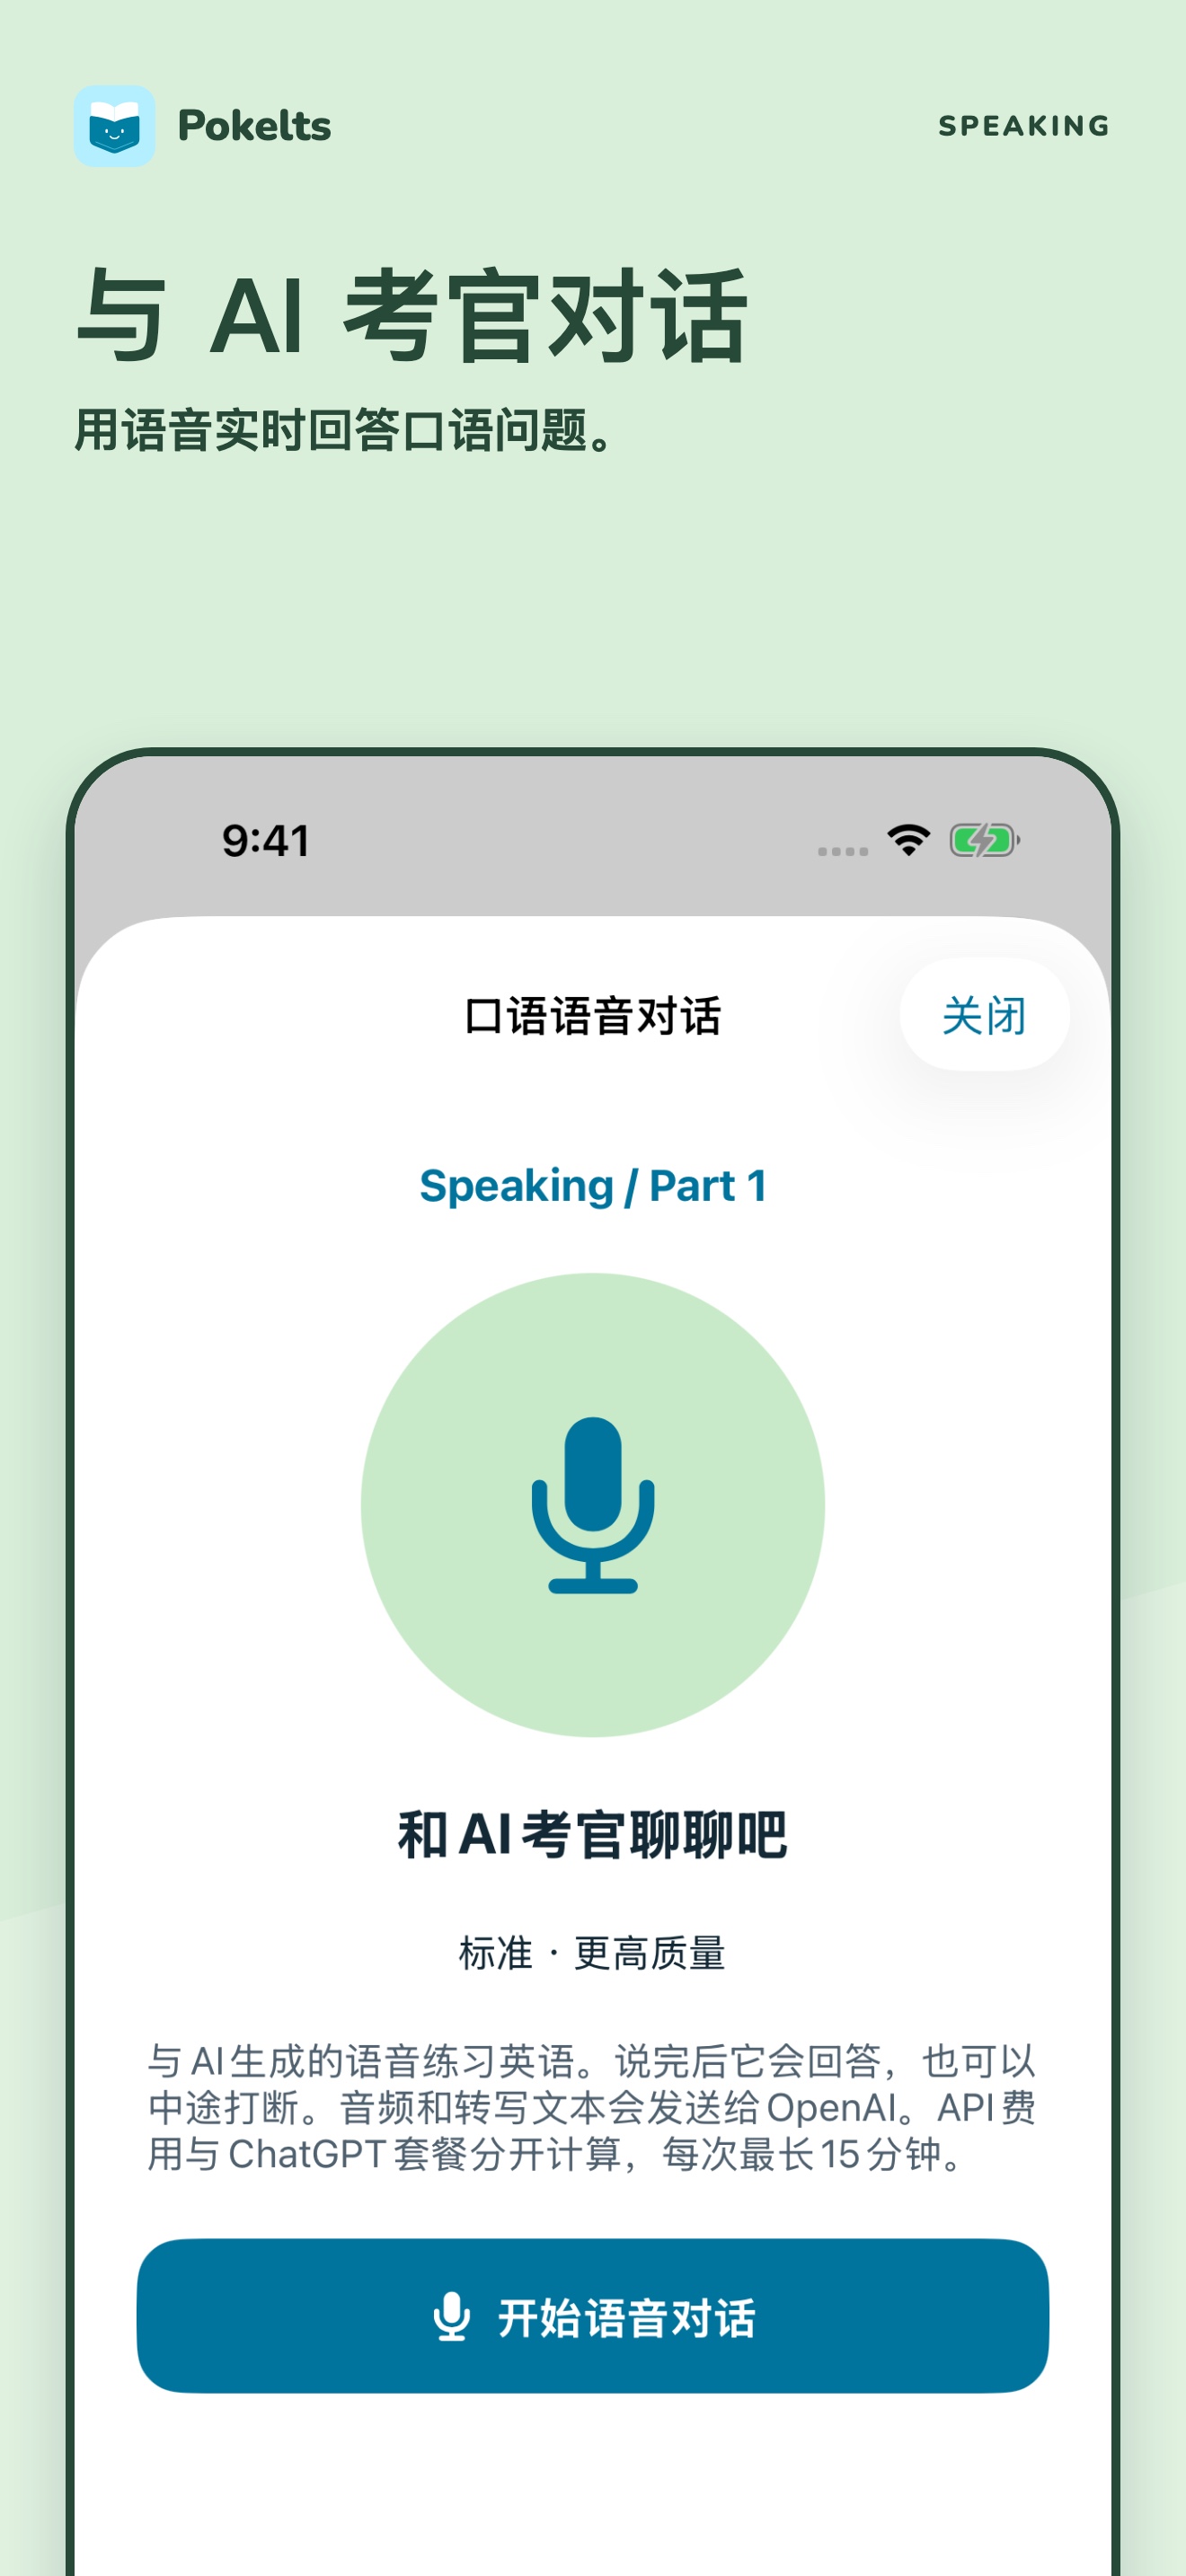 Pokelts
SPEAKING
与 AI 考官对话
用语音实时回答口语问题。
9:41
口语语音对话
关闭
Speaking / Part 1
和 AI 考官聊聊吧
标准 · 更高质量
与 AI 生成的语音练习英语。说完后它会回答，也可以
中途打断。音频和转写文本会发送给 OpenAI。API 费
用与 ChatGPT 套餐分开计算，每次最长 15 分钟。
开始语音对话